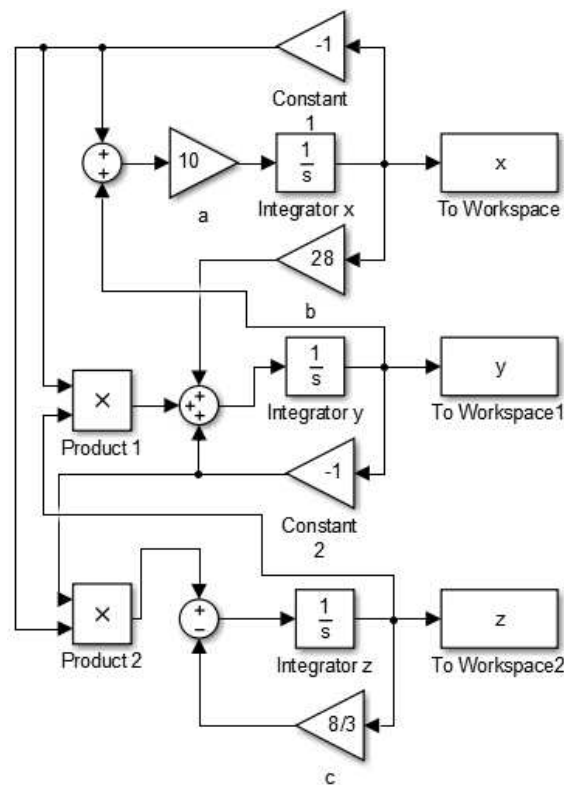 -1
Constant
1
+
+
10
a
1
s
Integrator x
x
To Workspace
28
b
+
+
+
1
s
Integrator y
y
To Workspace1
×
Product 1
-1
Constant
2
×
Product 2
+
−
1
s
Integrator z
z
To Workspace2
8/3
c